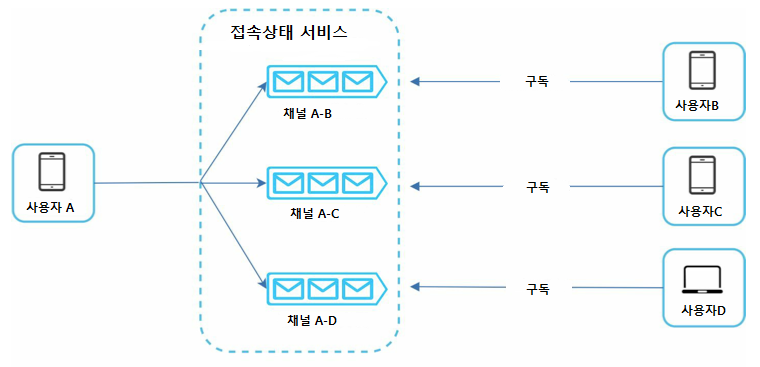 접속상태 서비스
채널 A-B
구독
사용자B
사용자 A
채널 A-C
구독
사용자C
채널 A-D
구독
사용자D